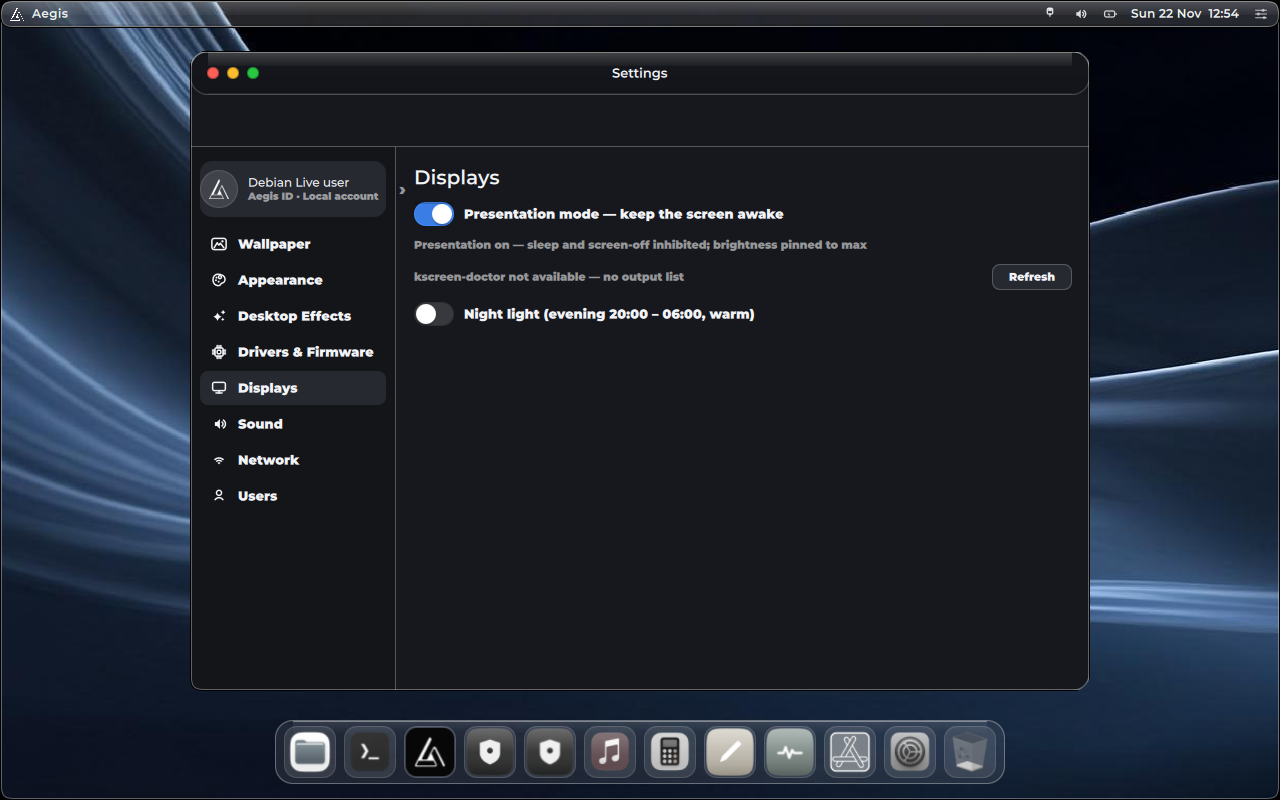 Aegis
Sun 22 Nov 12:54
Settings
Debian Live user
Aegis ID • Local account
Wallpaper
Appearance
Desktop Effects
Drivers & Firmware
Displays
Sound
Network
Users
Displays
Presentation mode — keep the screen awake
Presentation on — sleep and screen-off inhibited; brightness pinned to max
kscreen-doctor not available — no output list
Refresh
Night light (evening 20:00 – 06:00, warm)